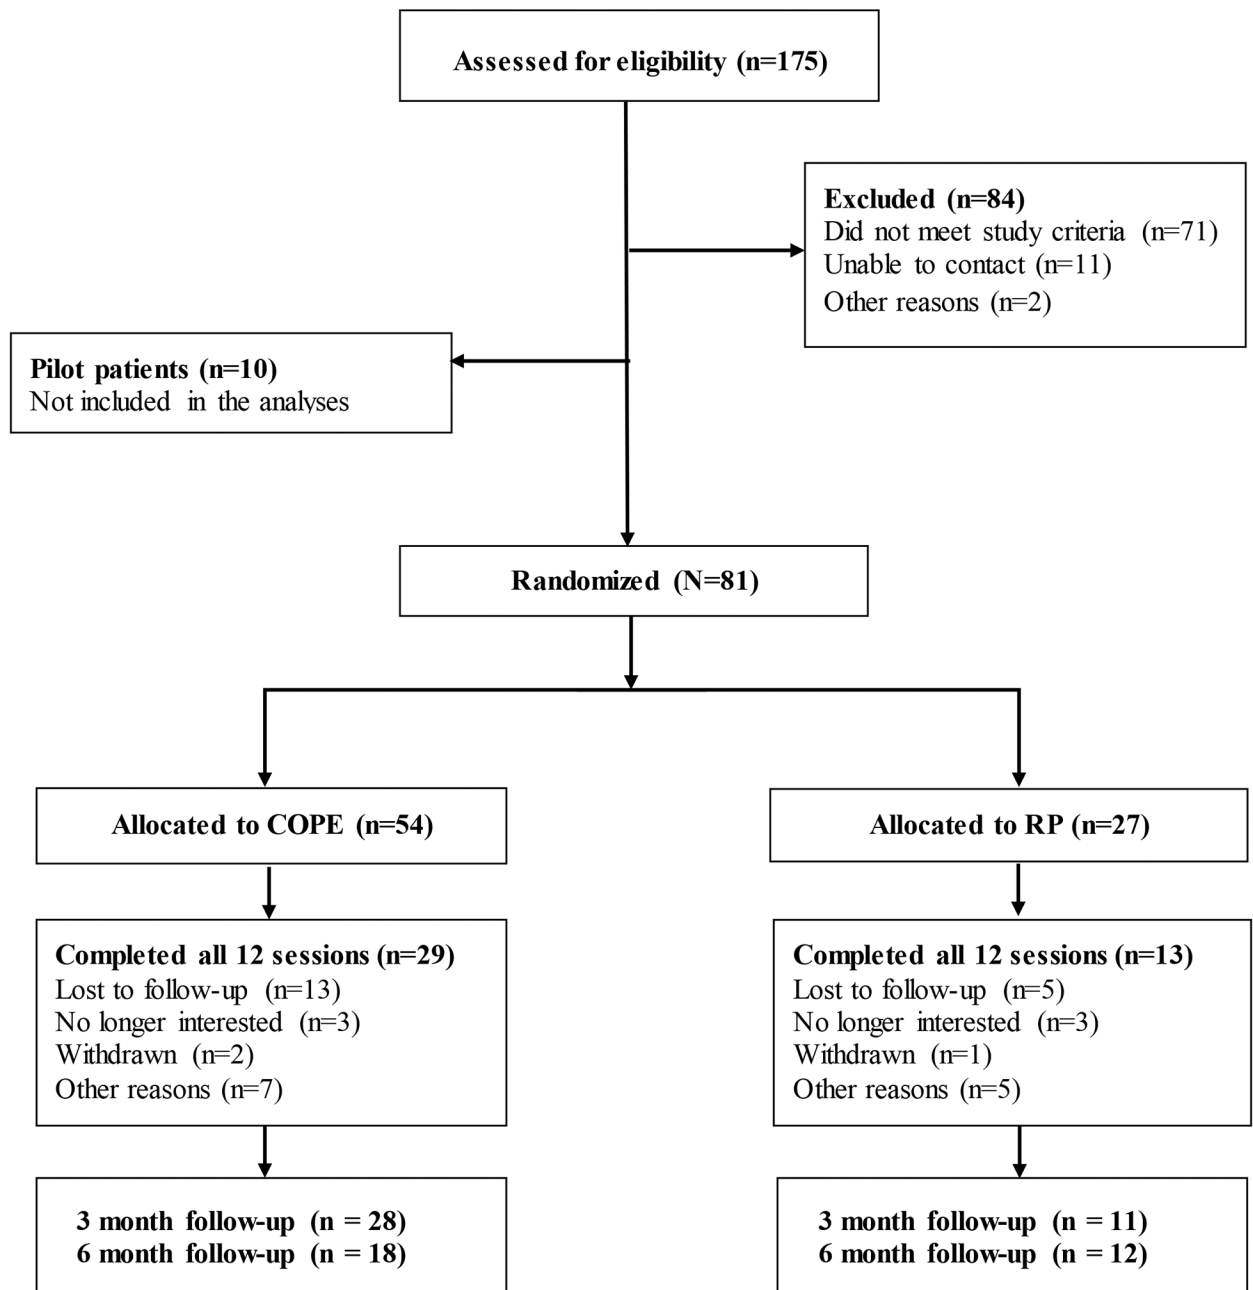 Assessed for eligibility (n=175)
Excluded (n=84)
Did not meet study criteria (n=71)
Unable to contact (n=11)
Other reasons (n=2)
Pilot patients (n=10)
Not included in the analyses
Randomized (N=81)
Allocated to COPE (n=54)
Allocated to RP (n=27)
Completed all 12 sessions (n=29)
Lost to follow-up (n=13)
No longer interested (n=3)
Withdrawn (n=2)
Other reasons (n=7)
Completed all 12 sessions (n=13)
Lost to follow-up (n=5)
No longer interested (n=3)
Withdrawn (n=1)
Other reasons (n=5)
3 month follow-up (n = 28)
6 month follow-up (n = 18)
3 month follow-up (n = 11)
6 month follow-up (n = 12)